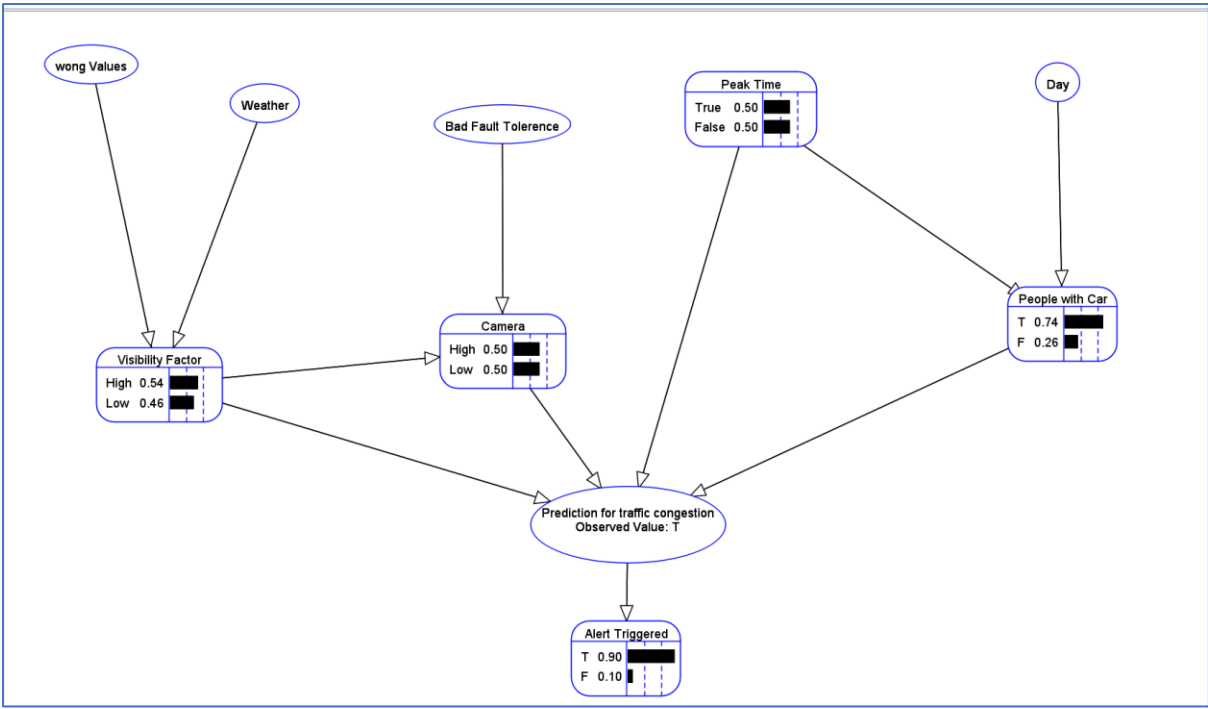 wong Values
Weather
Bad Fault Tolerence
Peak Time
True 0.50
False 0.50
Day
Visibility Factor
High 0.54
Low 0.46
Camera
High 0.50
Low 0.50
People with Car
T 0.74
F 0.26
Prediction for traffic congestion
Observed Value: T
Alert Triggered
T 0.90
F 0.10